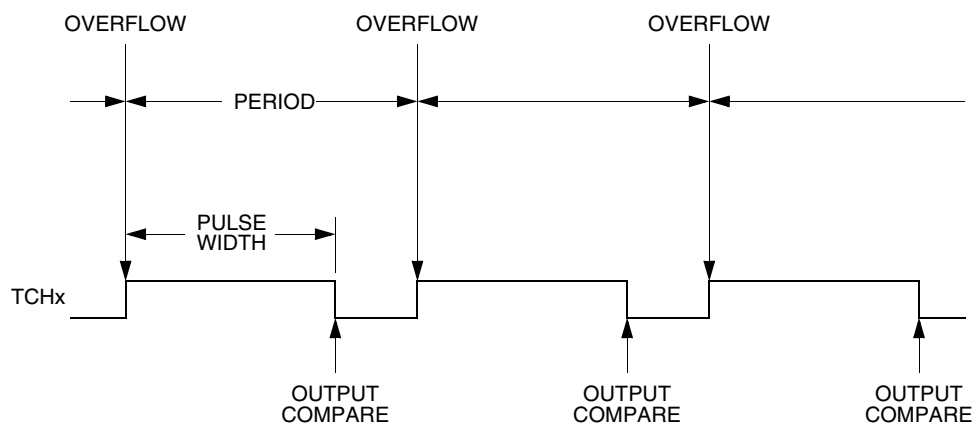 OVERFLOW OVERFLOW OVERFLOW
PERIOD
PULSE
WIDTH
TCHx
OUTPUT
COMPARE
OUTPUT
COMPARE
OUTPUT
COMPARE